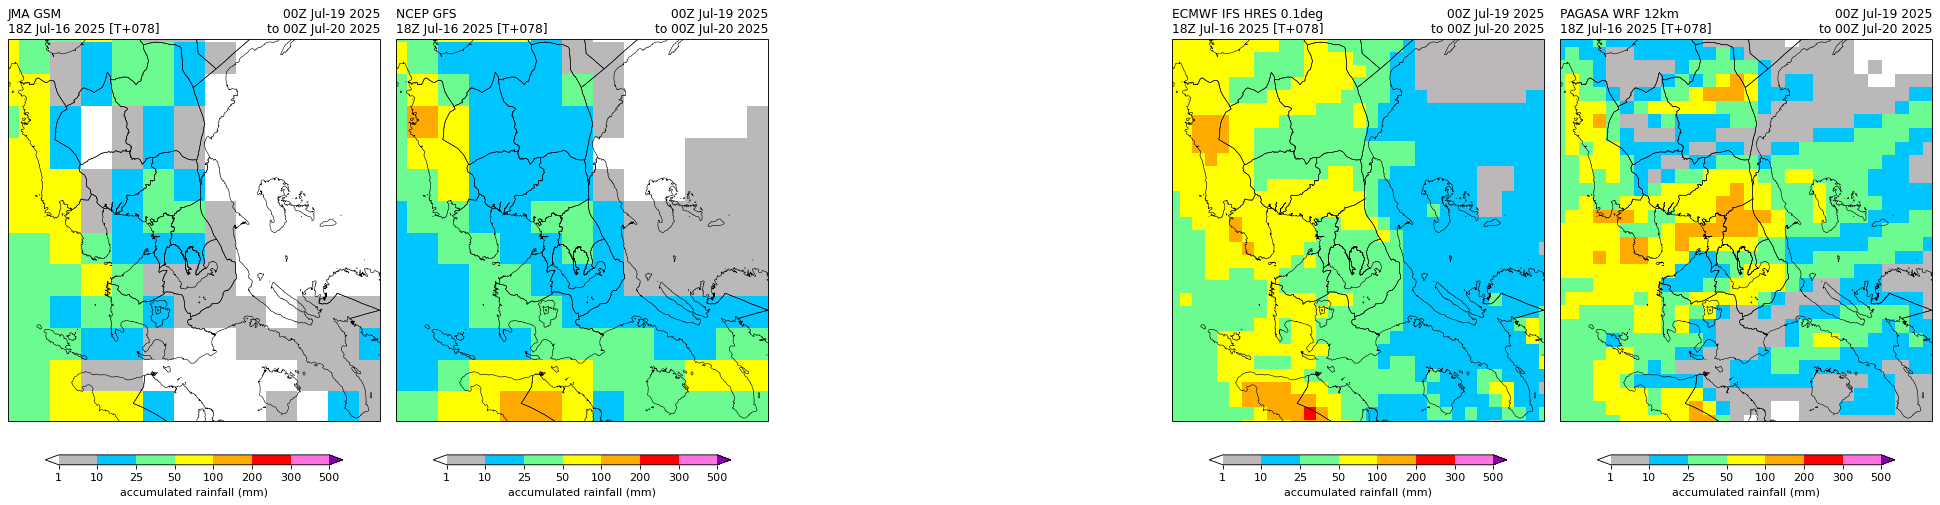 JMA GSM 00Z Jul-19 2025
18Z Jul-16 2025 [T+078] to 00Z Jul-20 2025
1 10 25 50 100 200 300 500
accumulated rainfall (mm)
NCEP GFS 00Z Jul-19 2025
18Z Jul-16 2025 [T+078] to 00Z Jul-20 2025
1 10 25 50 100 200 300 500
accumulated rainfall (mm)
ECMWF IFS HRES 0.1deg 00Z Jul-19 2025
18Z Jul-16 2025 [T+078] to 00Z Jul-20 2025
1 10 25 50 100 200 300 500
accumulated rainfall (mm)
PAGASA WRF 12km 00Z Jul-19 2025
18Z Jul-16 2025 [T+078] to 00Z Jul-20 2025
1 10 25 50 100 200 300 500
accumulated rainfall (mm)